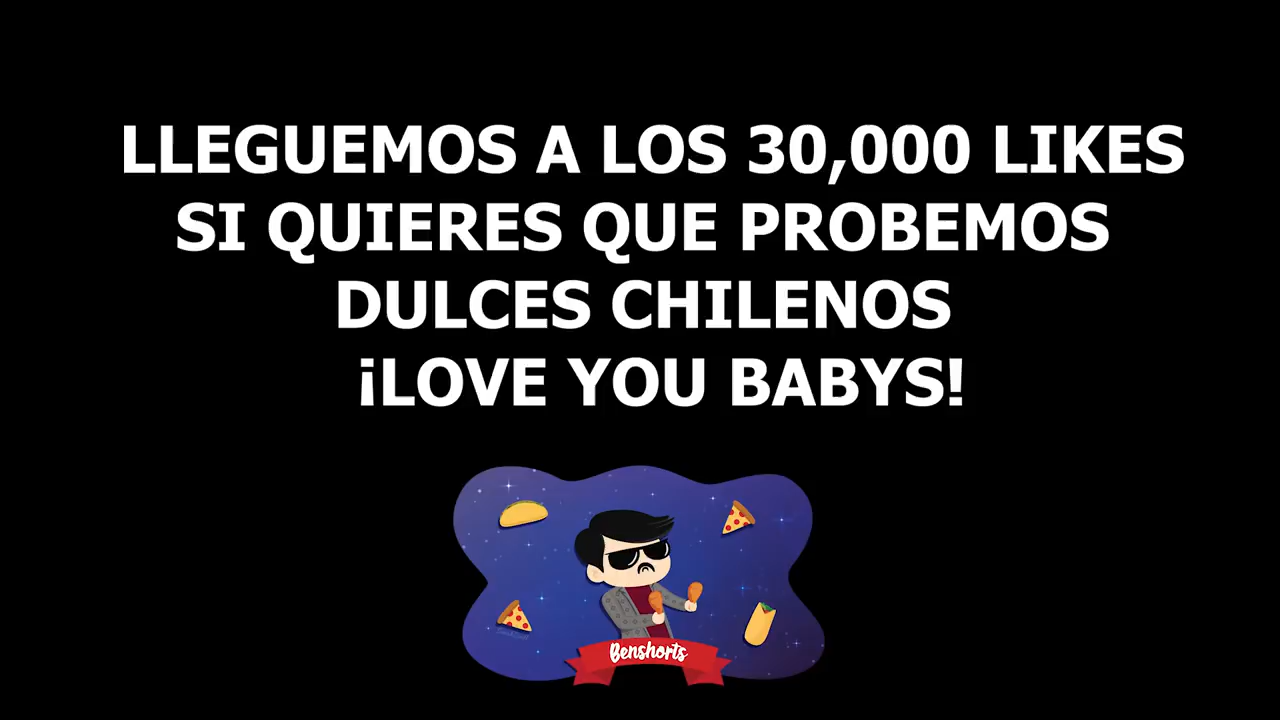 LLEGUEMOS A LOS 30,000 LIKES
SI QUIERES QUE PROBEMOS
DULCES CHILENOS
¡LOVE YOU BABYS!
Benshorts